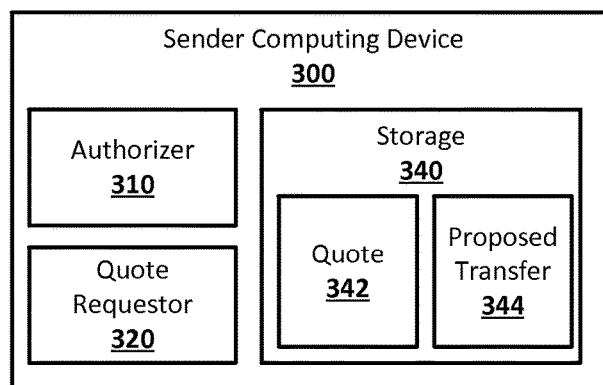 Sender Computing Device
300
Authorizer
310
Storage
340
Quote
342
Proposed
Transfer
344
Quote
Requestor
320